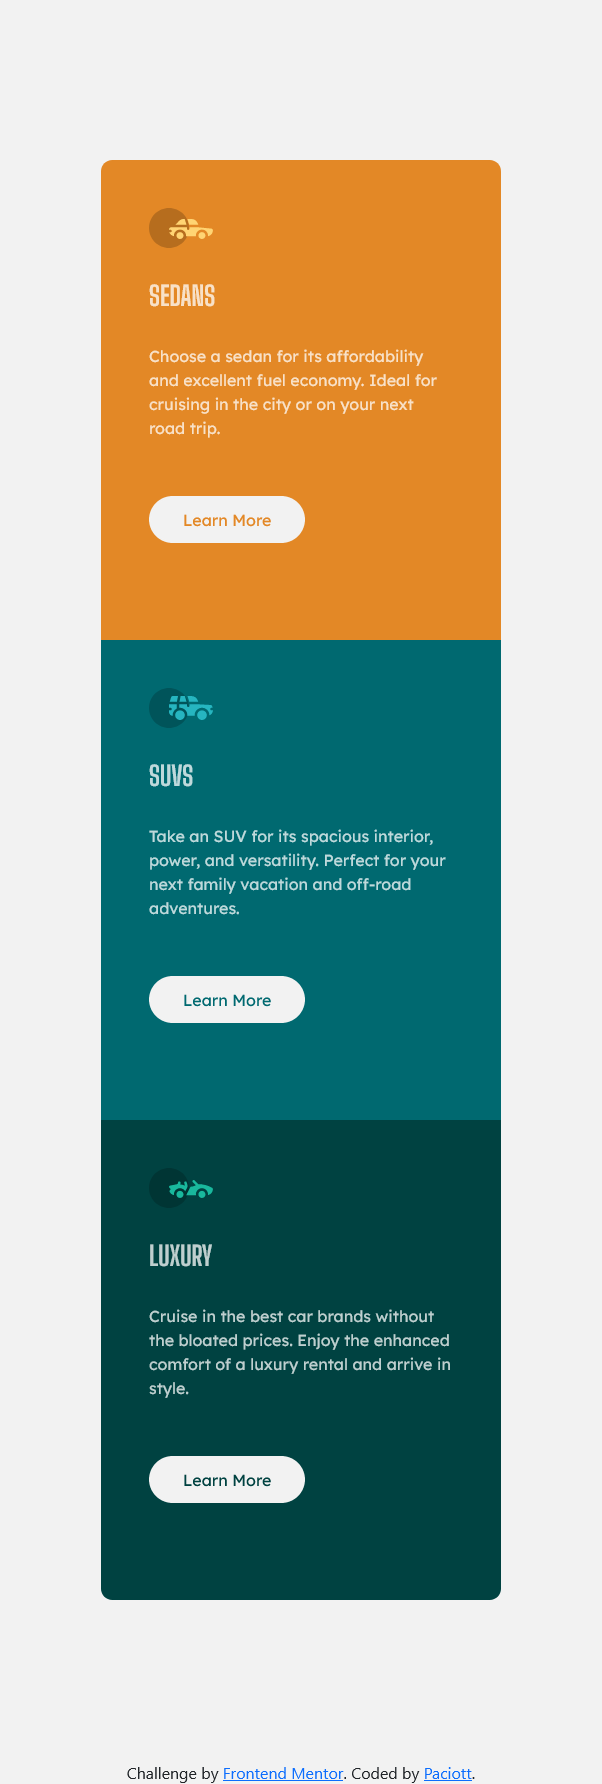 SEDANS
Choose a sedan for its affordability
and excellent fuel economy. Ideal for
cruising in the city or on your next
road trip.
Learn More
SUVS
Take an SUV for its spacious interior,
power, and versatility. Perfect for your
next family vacation and off-road
adventures.
Learn More
LUXURY
Cruise in the best car brands without
the bloated prices. Enjoy the enhanced
comfort of a luxury rental and arrive in
style.
Learn More
Challenge by Frontend Mentor. Coded by Paciott.